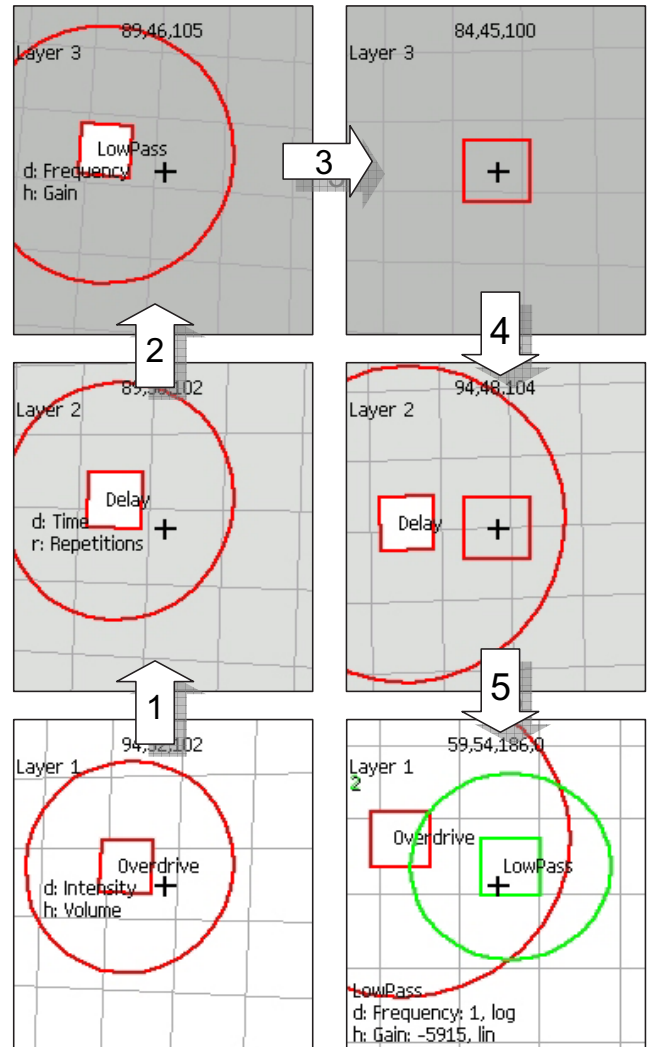 89,46,105
Layer 3
LowPass
d: Frequency
h: Gain
3
84,45,100
Layer 3
2
4
Layer 2
Delay
d: Time
r: Repetitions
94,48,104
Layer 2
Delay
1
5
Layer 1
Overdrive
d: Intensity
h: Volume
59,54,186,0
Layer 1
2
Overdrive
LowPass
LowPass
d: Frequency: 1, log
h: Gain: -5915, lin